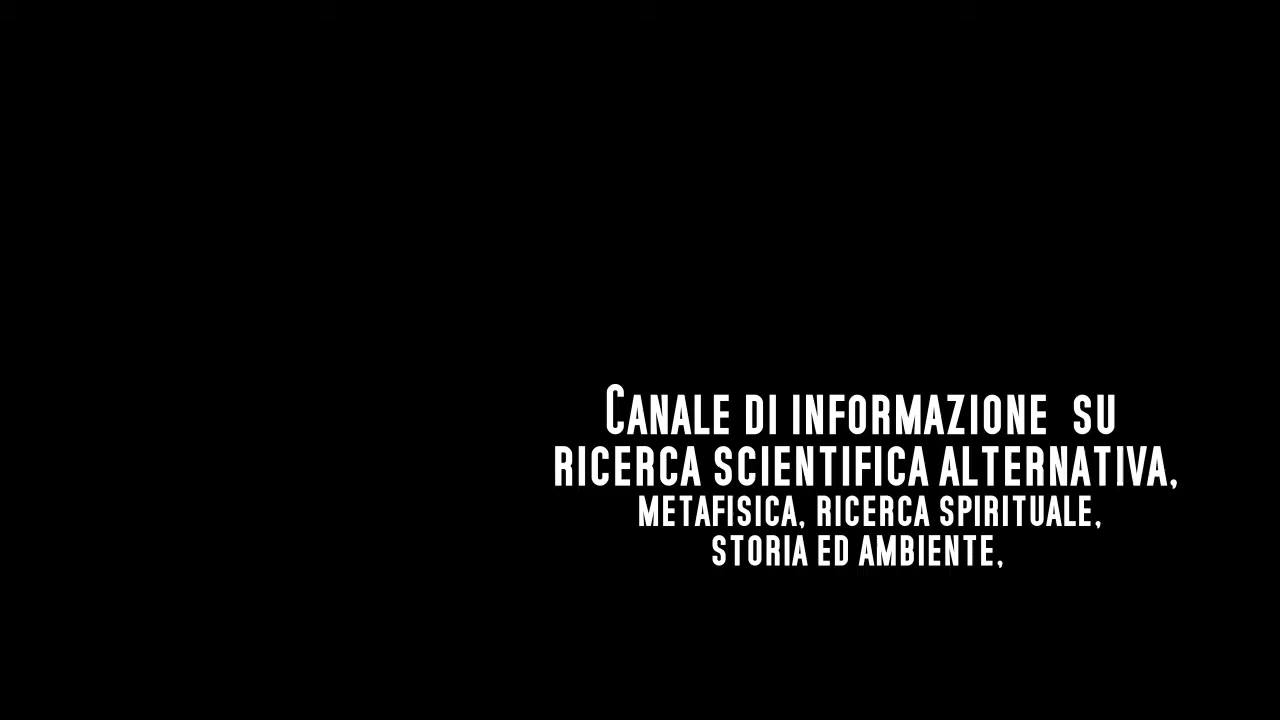 Canale di informazione su
ricerca scientifica alternativa,
metafisica, ricerca spirituale,
storia ed ambiente,